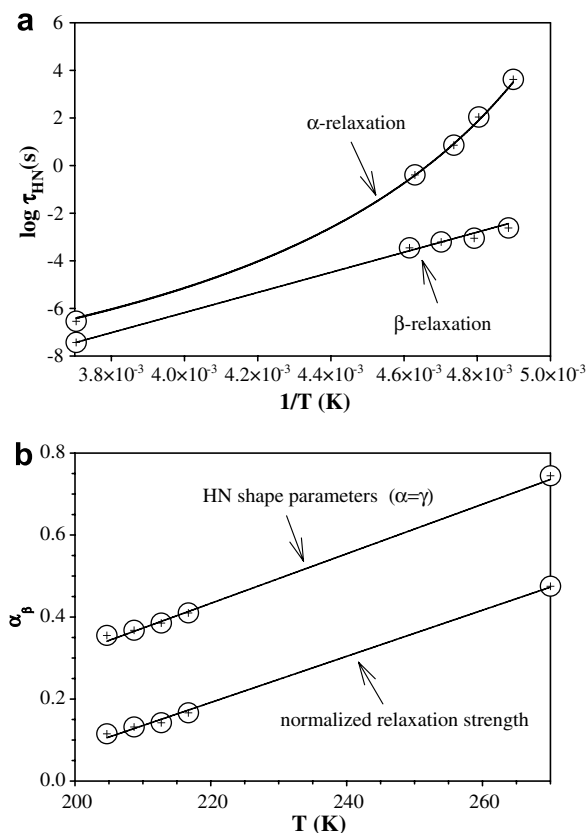 a
6
4
2
0
-2
-4
-6
-8
log τHN(s)
α-relaxation
β-relaxation
3.8×10⁻³ 4.0×10⁻³ 4.2×10⁻³ 4.4×10⁻³ 4.6×10⁻³ 4.8×10⁻³ 5.0×10⁻³
1/T (K)
b
0.8
0.6
0.4
0.2
0.0
αβ
HN shape parameters (α=γ)
normalized relaxation strength
200 220 240 260
T (K)